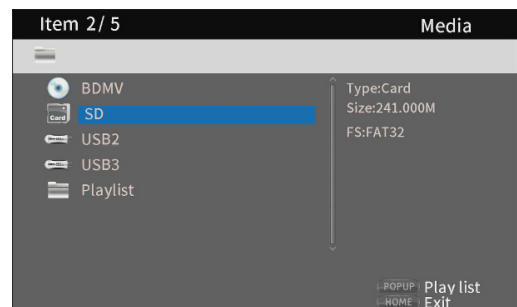 Item 2/ 5
Media
BDMV
Card
SD
USB2
USB3
Playlist
Type:Card
Size:241.000M
FS:FAT32
POPUP Play list
HOME Exit